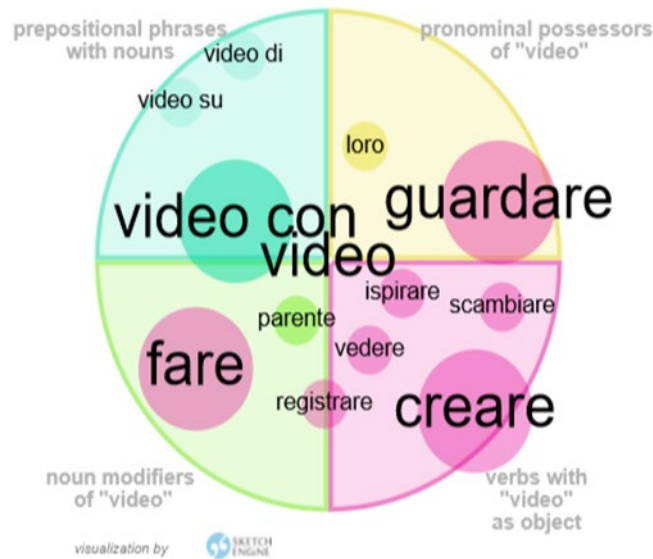 prepositional phrases
with nouns
pronominal possessors
of "video"
video di
video su
loro
guardare
video con
video
ispirare
scambiare
parente
vedere
fare
registrare
creare
noun modifiers
of "video"
verbs with
"video"
as object
visualization by
SKETCH
ENGINE